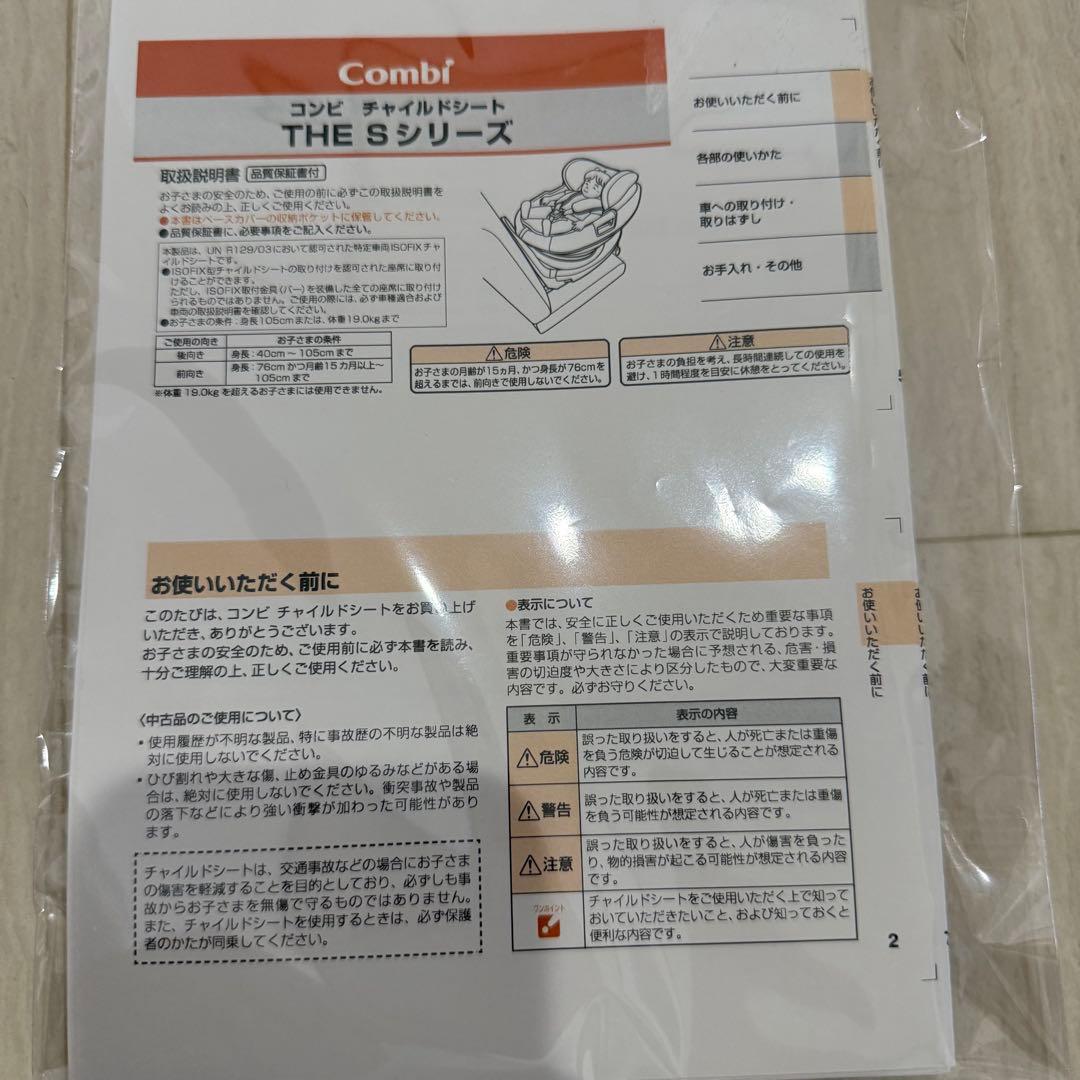 Combi
コンビ チャイルドシート
THE Sシリーズ
取扱説明書 品質保証書付
お子さまの安全のため、ご使用の前に必ずこの取扱説明書を
よくお読みの上、正しくご使用ください。
●本書はベースカバーの収納ポケットに保管してください。
●品質保証書に、必要事項をご記入ください。
本製品は、UN R129/03において認可された特定車両ISOFIXチャ
イルドシートです。
●ISOFIX型チャイルドシートの取り付けを認可された座席に取り付
けることができます。
ただし、ISOFIX取付金具(バー)を装備した全ての座席に取り付け
られるものではありません。ご使用の際には、必ず車種適合および
車両の取扱説明書を確認してください。
●お子さまの条件:身長105cmまたは、体重19.0kgまで
ご使用の向き お子さまの条件
後向き 身長:40cm～105cmまで
前向き 身長:76cmかつ月齢15カ月以上～
105cmまで
※体重19.0kgを超えるお子さまには使用できません。
⚠危険
お子さまの月齢が15ヵ月、かつ身長が76cmを
超えるまでは、前向きで使用しないでください。
⚠注意
お子さまの負担を考え、長時間連続しての使用を
避け、1時間程度を目安に休憩をとってください。
お使いいただく前に
各部の使いかた
車への取り付け・
取りはずし
お手入れ・その他
お使いいただく前に
このたびは、コンビ チャイルドシートをお買い上げ
いただき、ありがとうございます。
お子さまの安全のため、ご使用前に必ず本書を読み、
十分ご理解の上、正しくご使用ください。
〈中古品のご使用について〉
・使用履歴が不明な製品、特に事故歴の不明な製品は絶
対に使用しないでください。
・ひび割れや大きな傷、止め金具のゆるみなどがある場
合は、絶対に使用しないでください。衝突事故や製品
の落下などにより強い衝撃が加わった可能性があり
ます。
チャイルドシートは、交通事故などの場合にお子さま
の傷害を軽減することを目的としており、必ずしも事
故からお子さまを無傷で守るものではありません。
また、チャイルドシートを使用するときは、必ず保護
者のかたが同乗してください。
●表示について
本書では、安全に正しくご使用いただくため重要な事項
を「危険」、「警告」、「注意」の表示で説明しております。
重要事項が守られなかった場合に予想される、危害・損
害の切迫度や大きさにより区分したもので、大変重要な
内容です。必ずお守りください。
表 示 表示の内容
⚠危険 誤った取り扱いをすると、人が死亡または重傷
を負う危険が切迫して生じることが想定される
内容です。
⚠警告 誤った取り扱いをすると、人が死亡または重傷
を負う可能性が想定される内容です。
⚠注意 誤った取り扱いをすると、人が傷害を負った
り、物的損害が起こる可能性が想定される内容
です。
ワンポイント チャイルドシートをご使用いただく上で知って
おいていただきたいこと、および知っておくと
便利な内容です。
お使いいただく前に
2